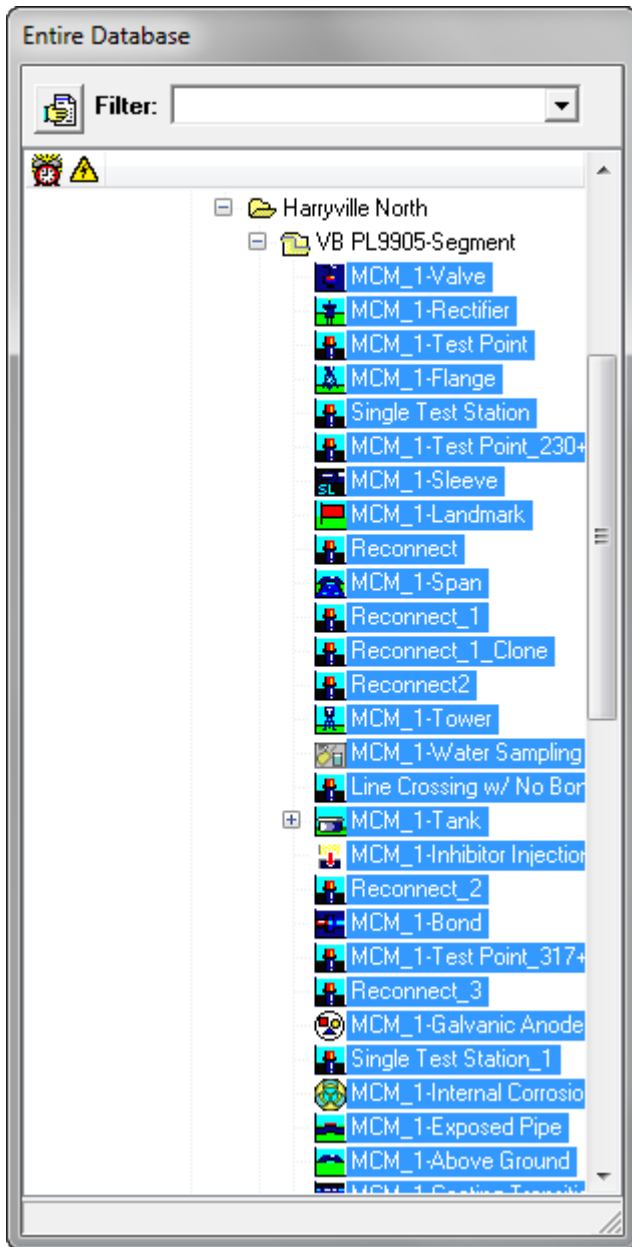 Entire Database
Filter:
Harryville North
VB PL9905-Segment
MCM_1-Valve
MCM_1-Rectifier
MCM_1-Test Point
MCM_1-Flange
Single Test Station
MCM_1-Test Point_230+
MCM_1-Sleeve
MCM_1-Landmark
Reconnect
MCM_1-Span
Reconnect_1
Reconnect_1_Clone
Reconnect2
MCM_1-Tower
MCM_1-Water Sampling
Line Crossing w/ No Bon
MCM_1-Tank
MCM_1-Inhibitor Injection
Reconnect_2
MCM_1-Bond
MCM_1-Test Point_317+
Reconnect_3
MCM_1-Galvanic Anode
Single Test Station_1
MCM_1-Internal Corrosio
MCM_1-Exposed Pipe
MCM_1-Above Ground
MCM_1-Coating Transitio